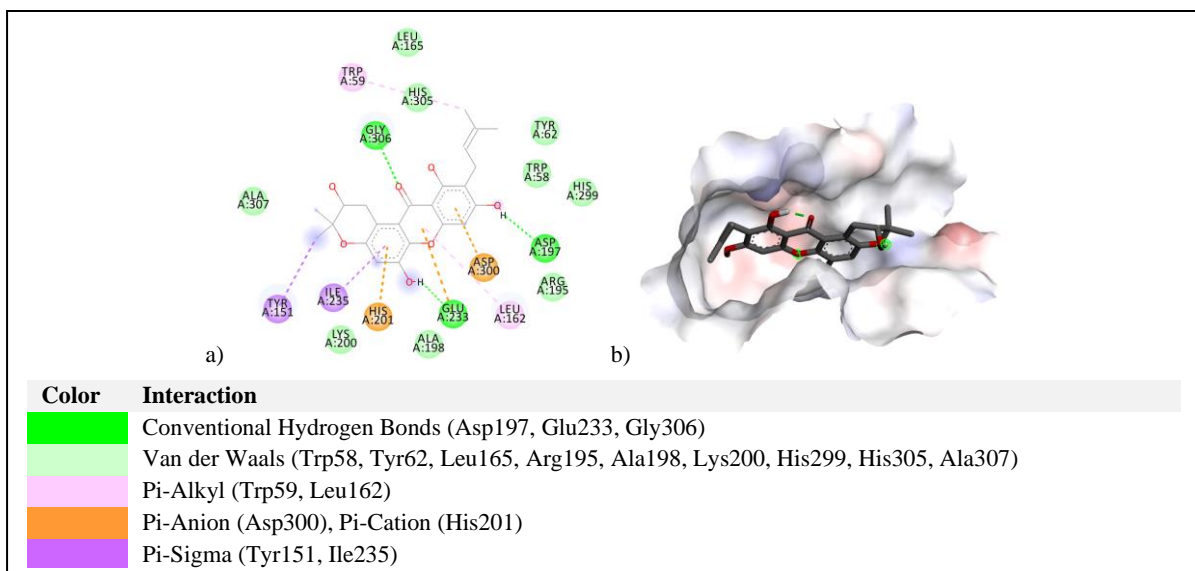 LEU
A:165
TRP
A:59
HIS
A:305
GLY
A:306
TYR
A:62
TRP
A:58
HIS
A:299
ALA
A:307
O
O
O
O
H
O
O
O
H
ASP
A:197
ASP
A:300
ARG
A:195
TYR
A:151
ILE
A:235
HIS
A:201
GLU
A:233
LEU
A:162
LYS
A:200
ALA
A:198
a)
b)
Color Interaction
Conventional Hydrogen Bonds (Asp197, Glu233, Gly306)
Van der Waals (Trp58, Tyr62, Leu165, Arg195, Ala198, Lys200, His299, His305, Ala307)
Pi-Alkyl (Trp59, Leu162)
Pi-Anion (Asp300), Pi-Cation (His201)
Pi-Sigma (Tyr151, Ile235)